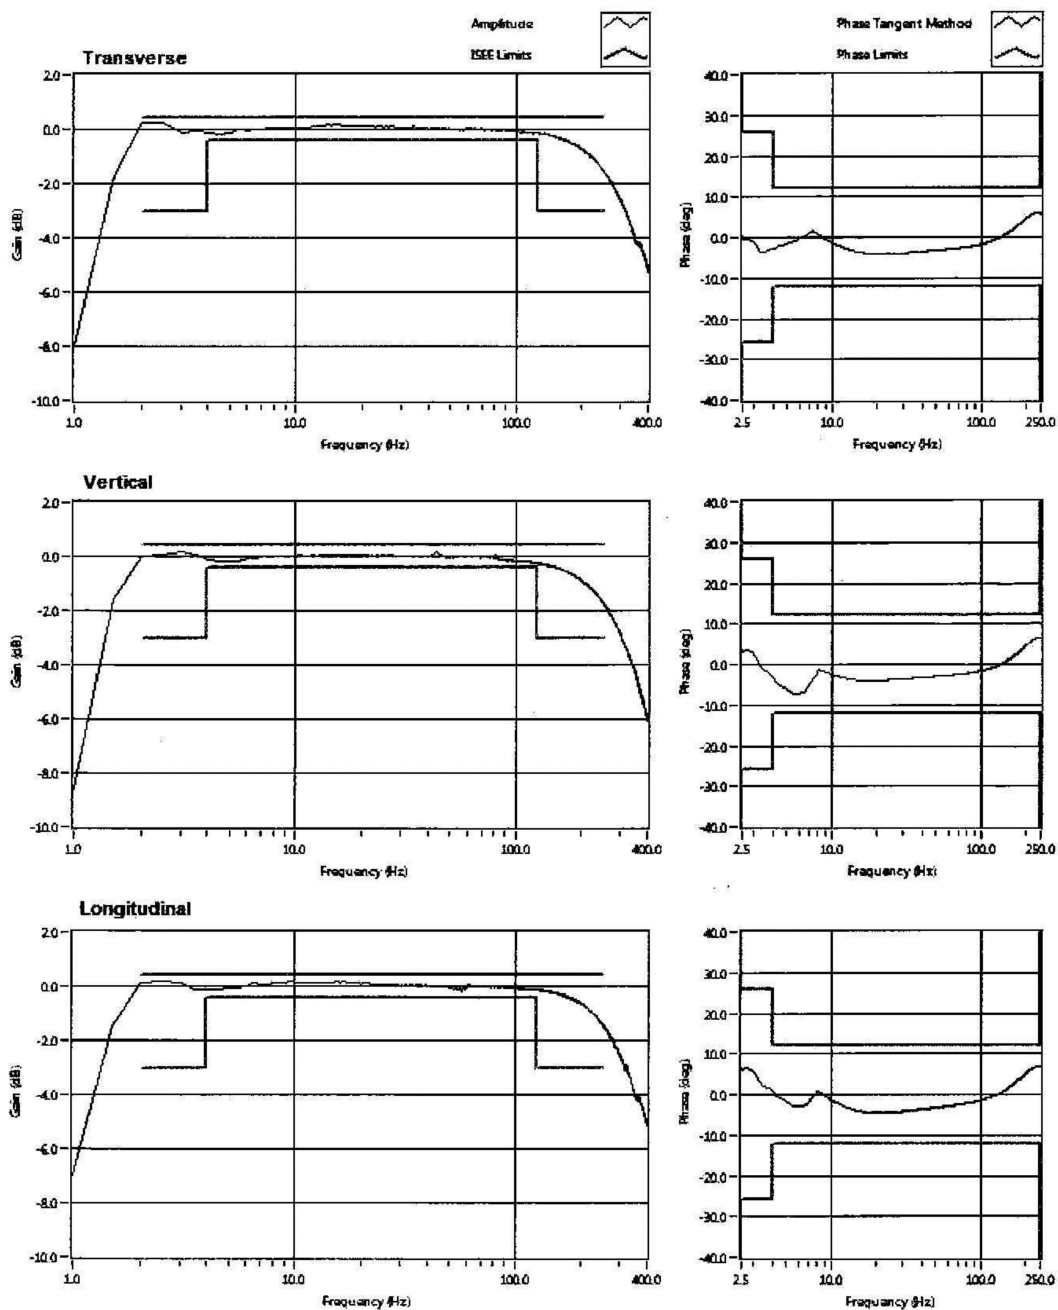 Amplitude
ISEE Limits
Phase Tangent Method
Phase Limits
Transverse
2.0
0.0
-2.0
-4.0
-6.0
-8.0
-10.0
Gain (dB)
1.0 10.0 100.0 400.0
Frequency (Hz)
40.0
30.0
20.0
10.0
0.0
-10.0
-20.0
-30.0
-40.0
Phase (deg)
2.5 10.0 100.0 250.0
Frequency (Hz)
Vertical
2.0
0.0
-2.0
-4.0
-6.0
-8.0
-10.0
Gain (dB)
1.0 10.0 100.0 400.0
Frequency (Hz)
40.0
30.0
20.0
10.0
0.0
-10.0
-20.0
-30.0
-40.0
Phase (deg)
2.5 10.0 100.0 250.0
Frequency (Hz)
Longitudinal
2.0
0.0
-2.0
-4.0
-6.0
-8.0
-10.0
Gain (dB)
1.0 10.0 100.0 400.0
Frequency (Hz)
40.0
30.0
20.0
10.0
0.0
-10.0
-20.0
-30.0
-40.0
Phase (deg)
2.5 10.0 100.0 250.0
Frequency (Hz)